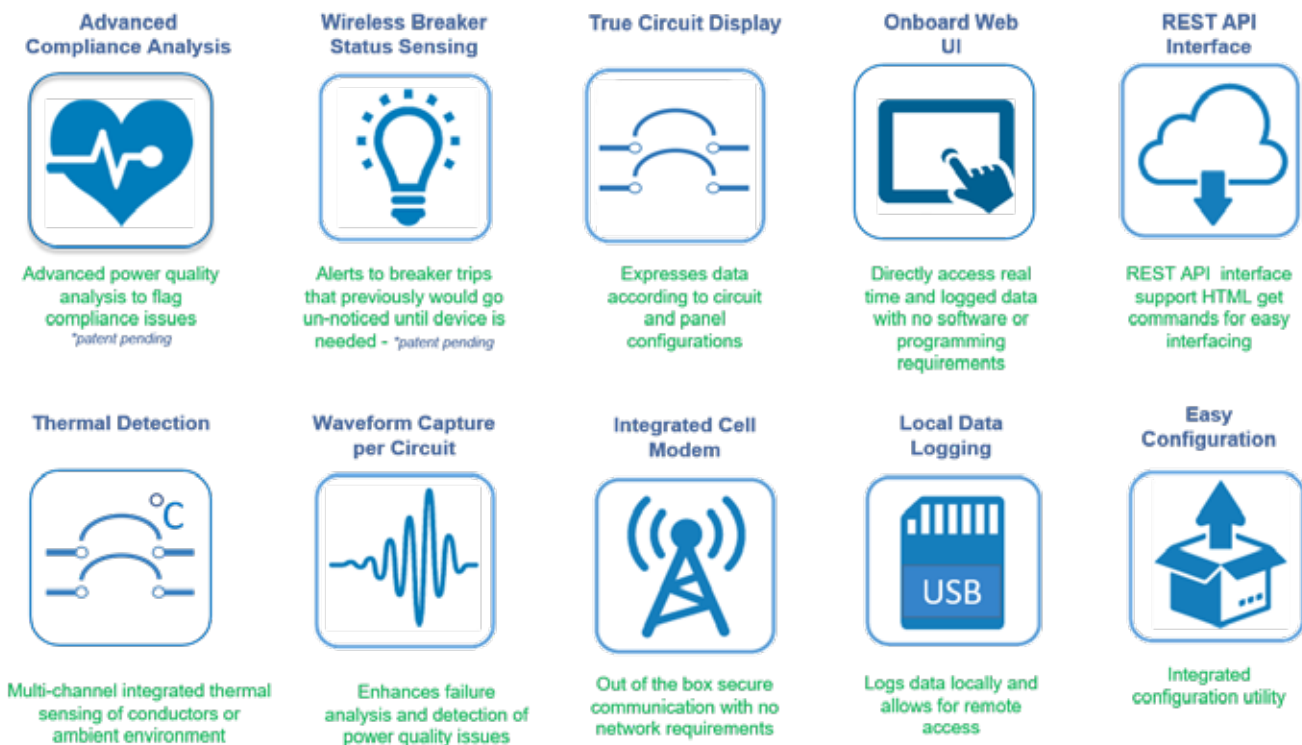 Advanced
Compliance Analysis
Advanced power quality
analysis to flag
compliance issues
*patent pending
Wireless Breaker
Status Sensing
Alerts to breaker trips
that previously would go
un-noticed until device is
needed - *patent pending
True Circuit Display
Expresses data
according to circuit
and panel
configurations
Onboard Web
UI
Directly access real
time and logged data
with no software or
programming
requirements
REST API
Interface
REST API interface
support HTML get
commands for easy
interfacing
Thermal Detection
°C
Multi-channel integrated thermal
sensing of conductors or
ambient environment
Waveform Capture
per Circuit
Enhances failure
analysis and detection of
power quality issues
Integrated Cell
Modem
Out of the box secure
communication with no
network requirements
Local Data
Logging
USB
Logs data locally and
allows for remote
access
Easy
Configuration
Integrated
configuration utility